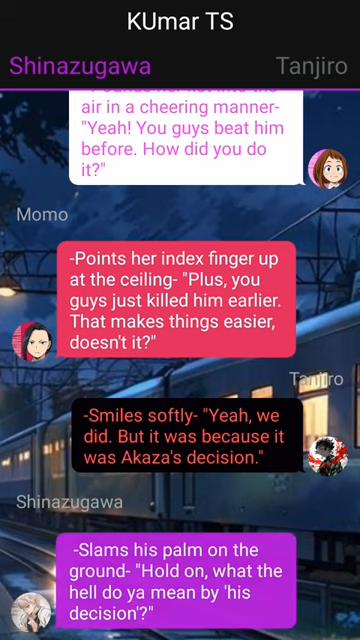 KUmar TS
Shinazugawa
Tanjiro
air in a cheering manner-
"Yeah! You guys beat him
before. How did you do
it?"
Momo
-Points her index finger up
at the ceiling- "Plus, you
guys just killed him earlier.
That makes things easier,
doesn't it?"
Tanjiro
-Smiles softly- "Yeah, we
did. But it was because it
was Akaza's decision."
Shinazugawa
-Slams his palm on the
ground- "Hold on, what the
hell do ya mean by 'his
decision'?"